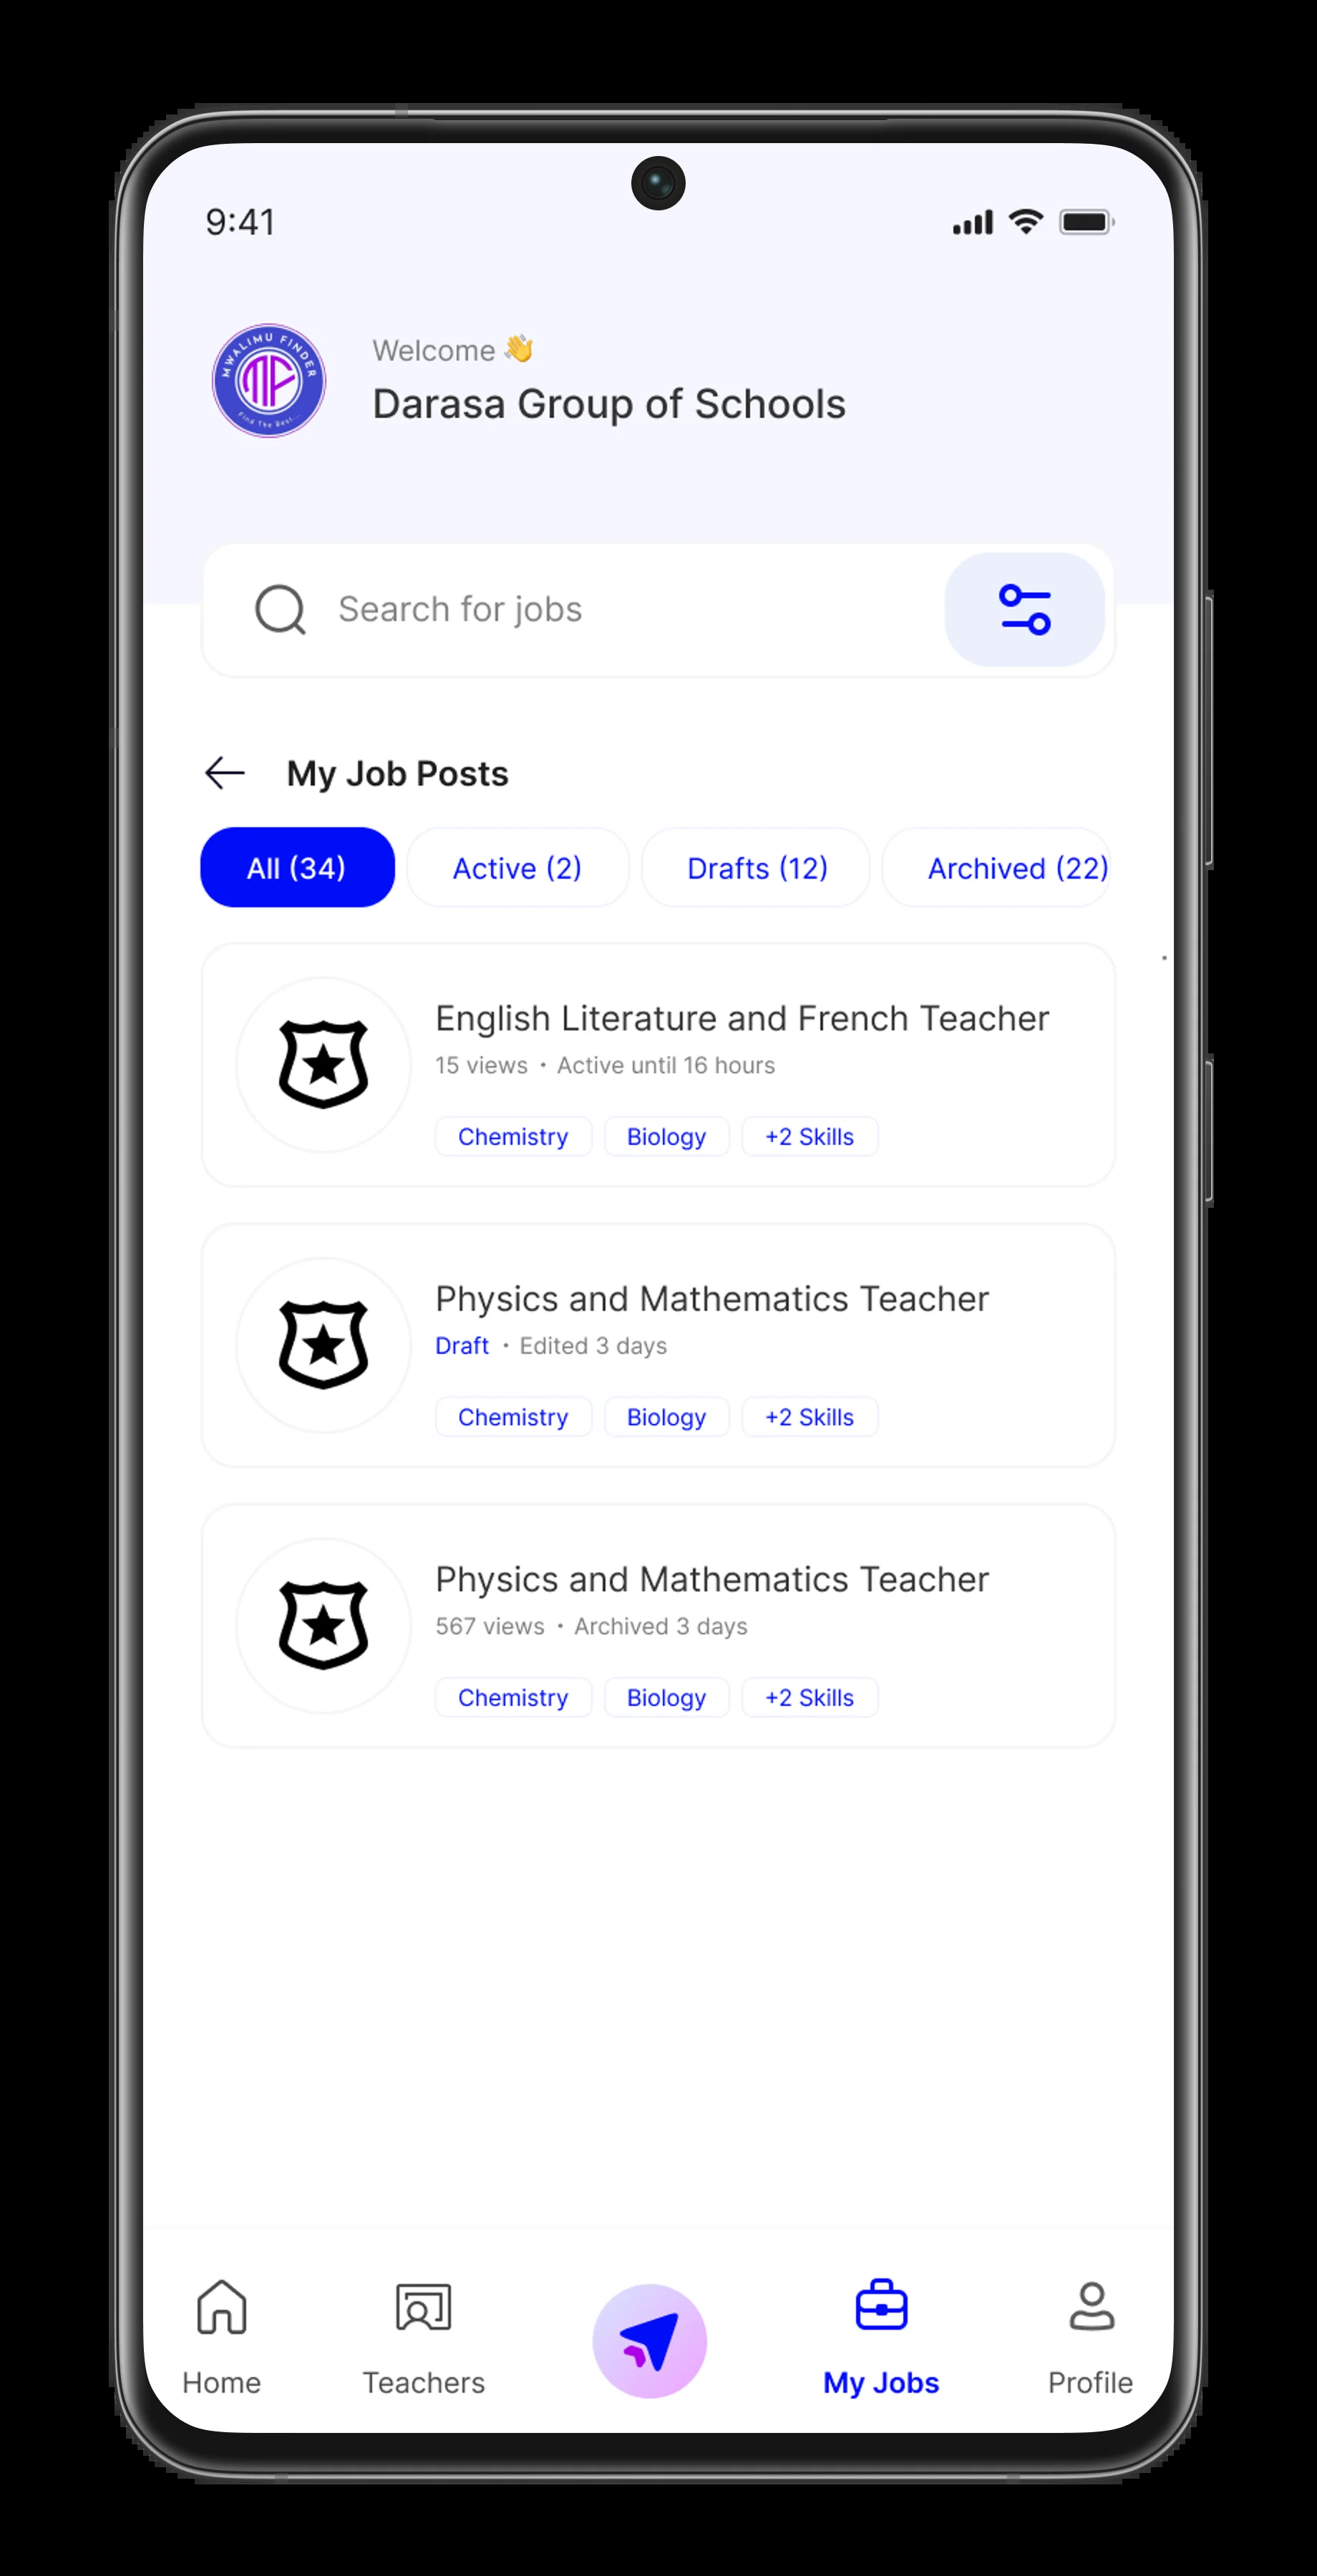 9:41
MWALIMU FINDER
MF
Find The Best...
Welcome 👋
Darasa Group of Schools
Search for jobs
My Job Posts
All (34) Active (2) Drafts (12) Archived (22)
English Literature and French Teacher
15 views • Active until 16 hours
Chemistry Biology +2 Skills
Physics and Mathematics Teacher
Draft • Edited 3 days
Chemistry Biology +2 Skills
Physics and Mathematics Teacher
567 views • Archived 3 days
Chemistry Biology +2 Skills
Home Teachers My Jobs Profile